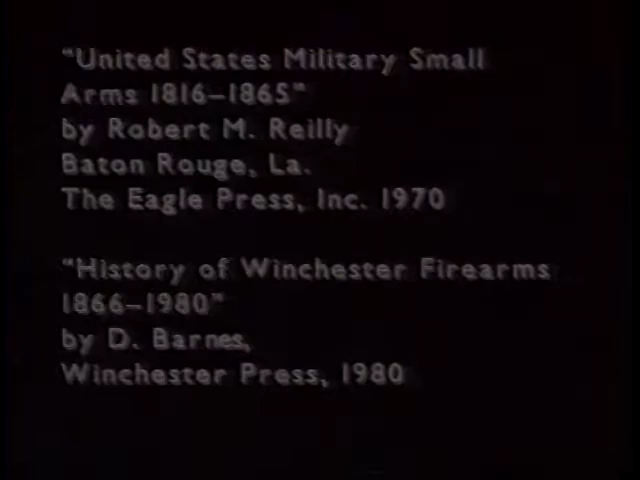 "United States Military Small
Arms 1816–1865"
by Robert M. Reilly
Baton Rouge, La.
The Eagle Press, Inc. 1970
"History of Winchester Firearms
1866–1980"
by D. Barnes,
Winchester Press, 1980